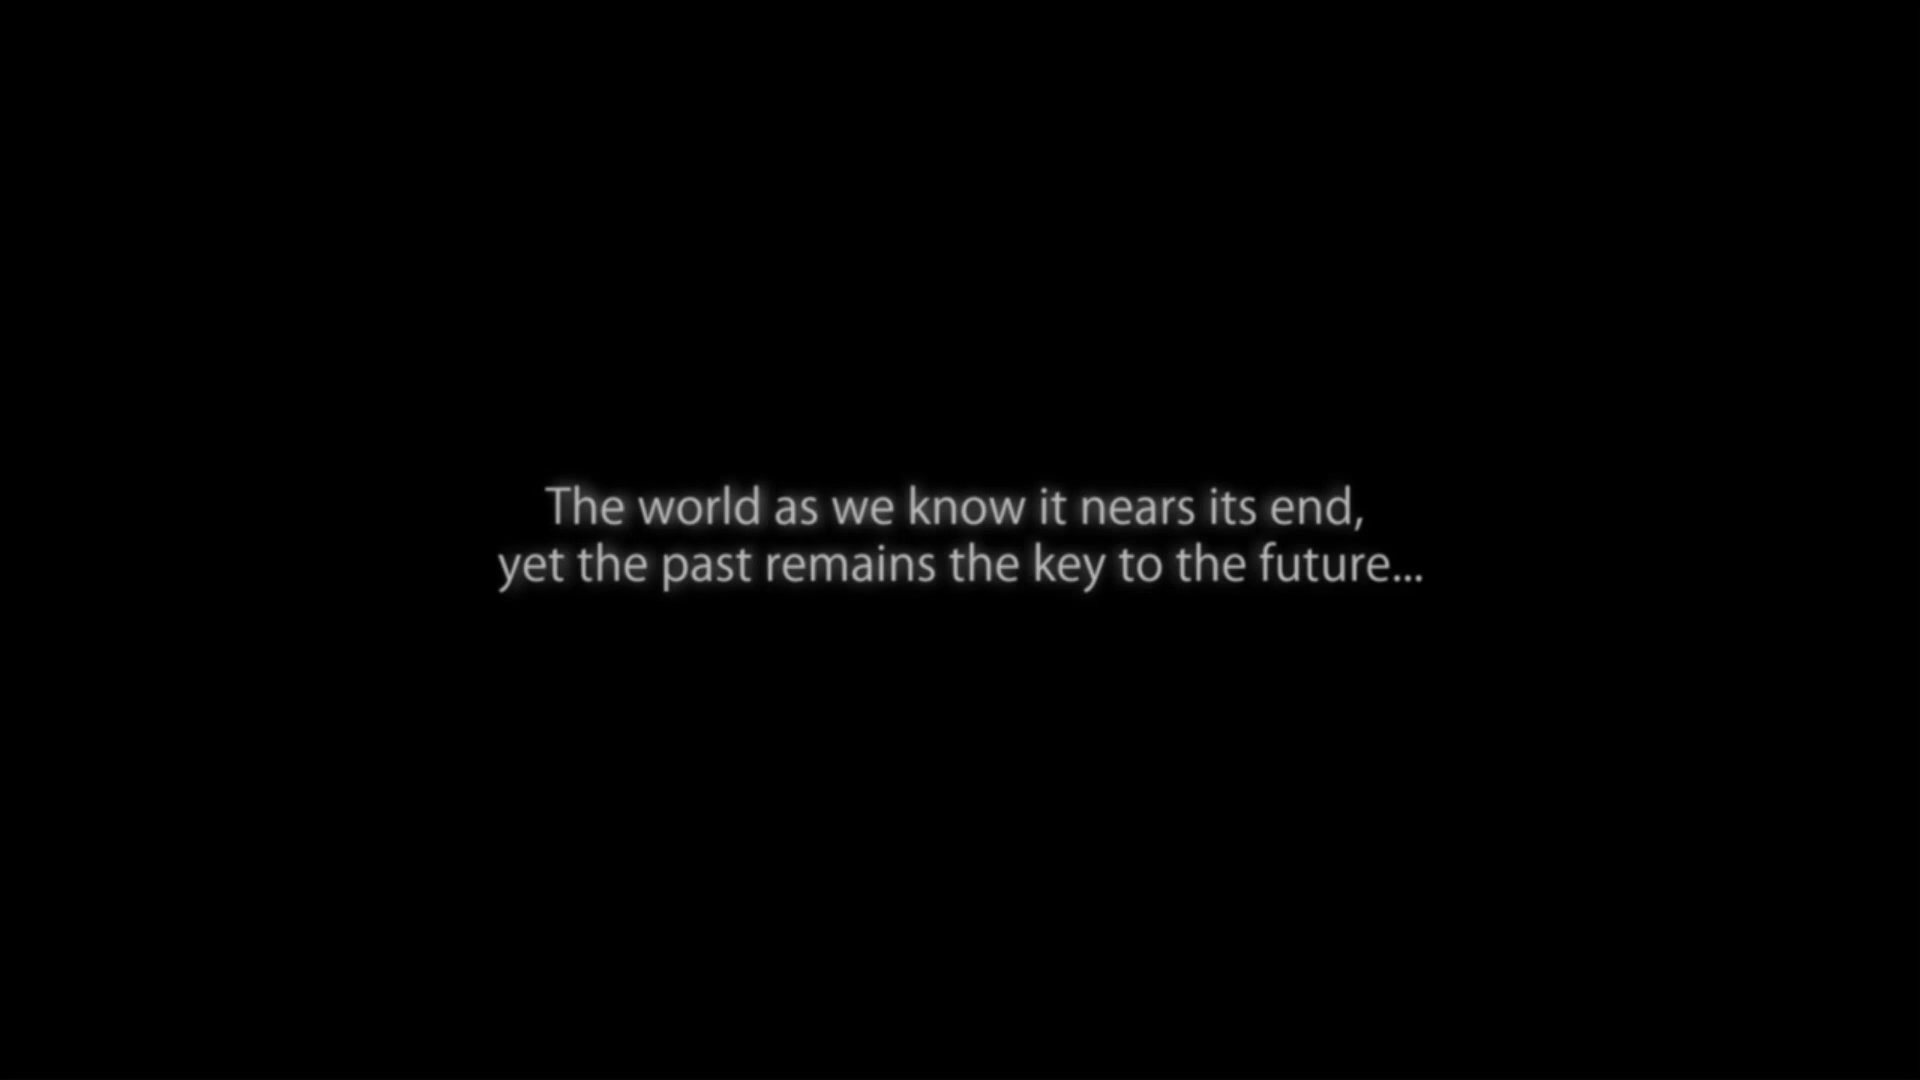 The world as we know it nears its end,
yet the past remains the key to the future...